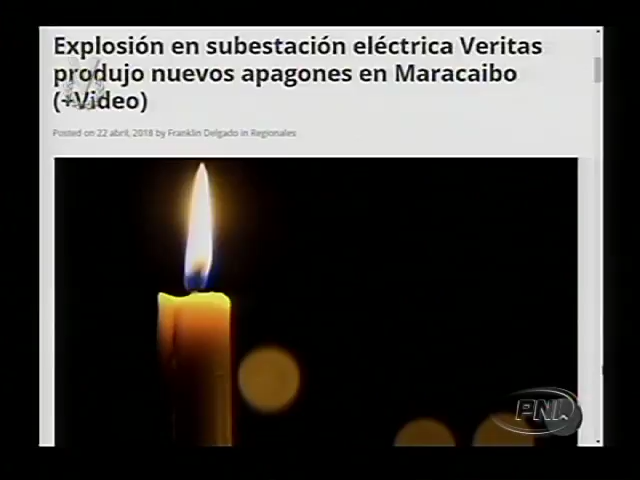 Explosión en subestación eléctrica Veritas
produjo nuevos apagones en Maracaibo
(+Video)
Posted on 22 abril, 2018 by Franklin Delgado in Regionales
PNI